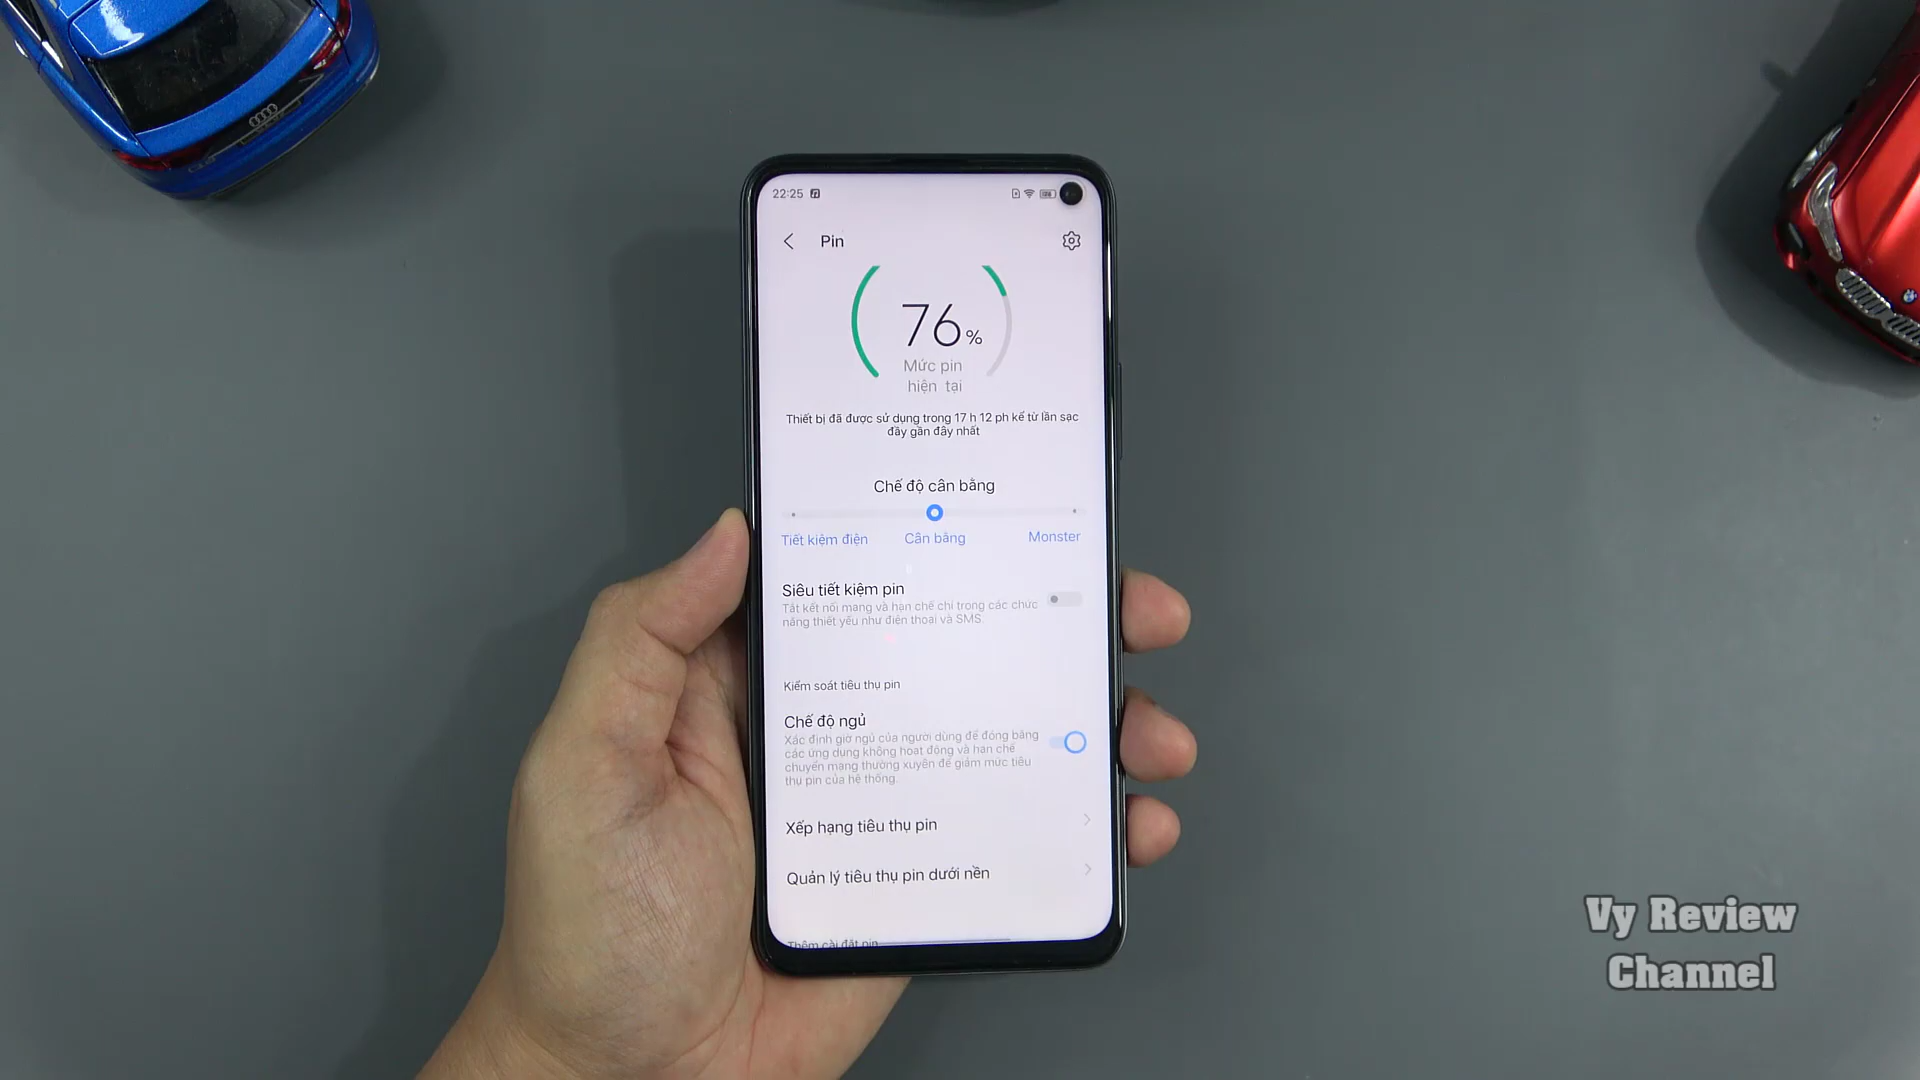 22:25
Pin
76%
Mức pin
hiện tại
Thiết bị đã được sử dụng trong 17 h 12 ph kể từ lần sạc
đầy gần đây nhất
Chế độ cân bằng
Tiết kiệm điện
Cân bằng
Monster
Siêu tiết kiệm pin
Tắt kết nối mạng và hạn chế chỉ trong các chức
năng thiết yếu như điện thoại và SMS.
Kiểm soát tiêu thụ pin
Chế độ ngủ
Xác định giờ ngủ của người dùng để đóng băng
các ứng dụng không hoạt động và hạn chế
chuyển mạng thường xuyên để giảm mức tiêu
thụ pin của hệ thống.
Xếp hạng tiêu thụ pin
Quản lý tiêu thụ pin dưới nền
Thêm cài đặt pin
Vy Review
Channel